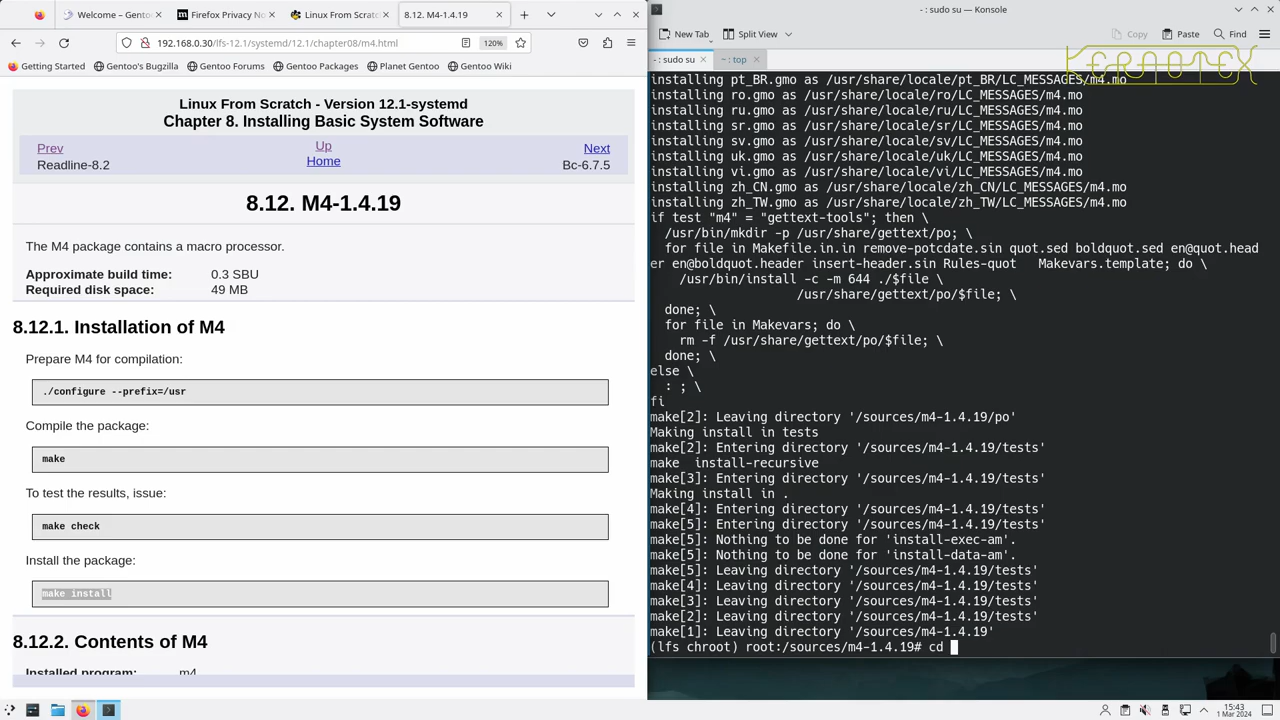 Welcome – Gentoo
Firefox Privacy No
Linux From Scratch
8.12. M4-1.4.19
192.168.0.30/lfs-12.1/systemd/12.1/chapter08/m4.html
120%
Getting Started
Gentoo's Bugzilla
Gentoo Forums
Gentoo Packages
Planet Gentoo
Gentoo Wiki
Linux From Scratch - Version 12.1-systemd
Chapter 8. Installing Basic System Software
Prev
Up
Next
Readline-8.2
Home
Bc-6.7.5
8.12. M4-1.4.19
The M4 package contains a macro processor.
Approximate build time: 0.3 SBU
Required disk space: 49 MB
8.12.1. Installation of M4
Prepare M4 for compilation:
./configure --prefix=/usr
Compile the package:
make
To test the results, issue:
make check
Install the package:
make install
8.12.2. Contents of M4
Installed program: m4
- : sudo su — Konsole
New Tab
Split View
Copy
Paste
Find
- : sudo su
~ : top
KERNOTEX
installing pt_BR.gmo as /usr/share/locale/pt_BR/LC_MESSAGES/m4.mo
installing ro.gmo as /usr/share/locale/ro/LC_MESSAGES/m4.mo
installing ru.gmo as /usr/share/locale/ru/LC_MESSAGES/m4.mo
installing sr.gmo as /usr/share/locale/sr/LC_MESSAGES/m4.mo
installing sv.gmo as /usr/share/locale/sv/LC_MESSAGES/m4.mo
installing uk.gmo as /usr/share/locale/uk/LC_MESSAGES/m4.mo
installing vi.gmo as /usr/share/locale/vi/LC_MESSAGES/m4.mo
installing zh_CN.gmo as /usr/share/locale/zh_CN/LC_MESSAGES/m4.mo
installing zh_TW.gmo as /usr/share/locale/zh_TW/LC_MESSAGES/m4.mo
if test "m4" = "gettext-tools"; then \
/usr/bin/mkdir -p /usr/share/gettext/po; \
for file in Makefile.in.in remove-potcdate.sin quot.sed boldquot.sed en@quot.head
er en@boldquot.header insert-header.sin Rules-quot Makevars.template; do \
/usr/bin/install -c -m 644 ./$file \
/usr/share/gettext/po/$file; \
done; \
for file in Makevars; do \
rm -f /usr/share/gettext/po/$file; \
done; \
else \
: ; \
fi
make[2]: Leaving directory '/sources/m4-1.4.19/po'
Making install in tests
make[2]: Entering directory '/sources/m4-1.4.19/tests'
make install-recursive
make[3]: Entering directory '/sources/m4-1.4.19/tests'
Making install in .
make[4]: Entering directory '/sources/m4-1.4.19/tests'
make[5]: Entering directory '/sources/m4-1.4.19/tests'
make[5]: Nothing to be done for 'install-exec-am'.
make[5]: Nothing to be done for 'install-data-am'.
make[5]: Leaving directory '/sources/m4-1.4.19/tests'
make[4]: Leaving directory '/sources/m4-1.4.19/tests'
make[3]: Leaving directory '/sources/m4-1.4.19/tests'
make[2]: Leaving directory '/sources/m4-1.4.19/tests'
make[1]: Leaving directory '/sources/m4-1.4.19'
(lfs chroot) root:/sources/m4-1.4.19# cd
15:43
1 Mar 2024